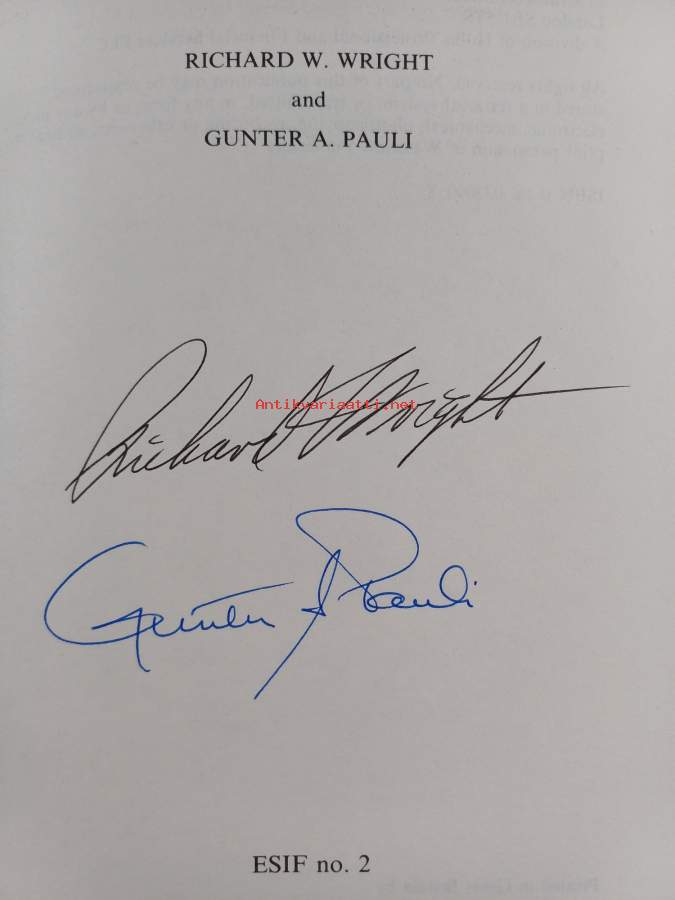 RICHARD W. WRIGHT
and
GUNTER A. PAULI
Richard W. Wright
Antikvariaatti.net
Gunter A. Pauli
ESIF no. 2